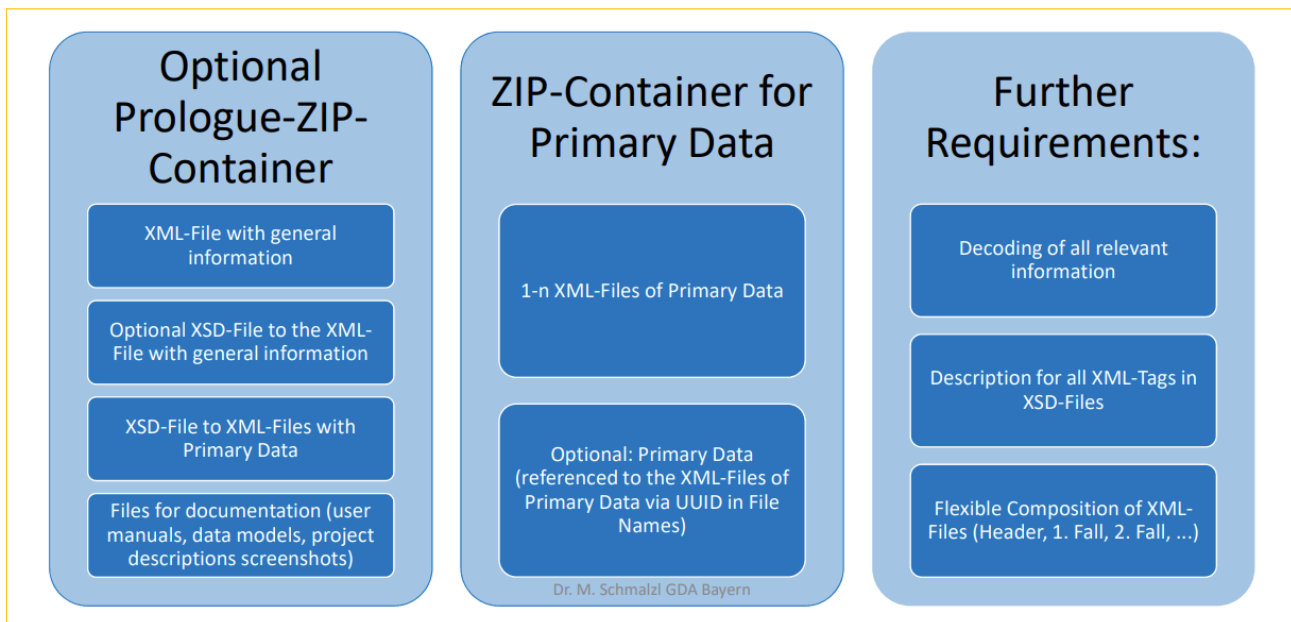 Optional
Prologue-ZIP-
Container
XML-File with general
information
Optional XSD-File to the XML-
File with general information
XSD-File to XML-Files with
Primary Data
Files for documentation (user
manuals, data models, project
descriptions screenshots)
ZIP-Container for
Primary Data
1-n XML-Files of Primary Data
Optional: Primary Data
(referenced to the XML-Files of
Primary Data via UUID in File
Names)
Dr. M. Schmalzl GDA Bayern
Further
Requirements:
Decoding of all relevant
information
Description for all XML-Tags in
XSD-Files
Flexible Composition of XML-
Files (Header, 1. Fall, 2. Fall, ...)